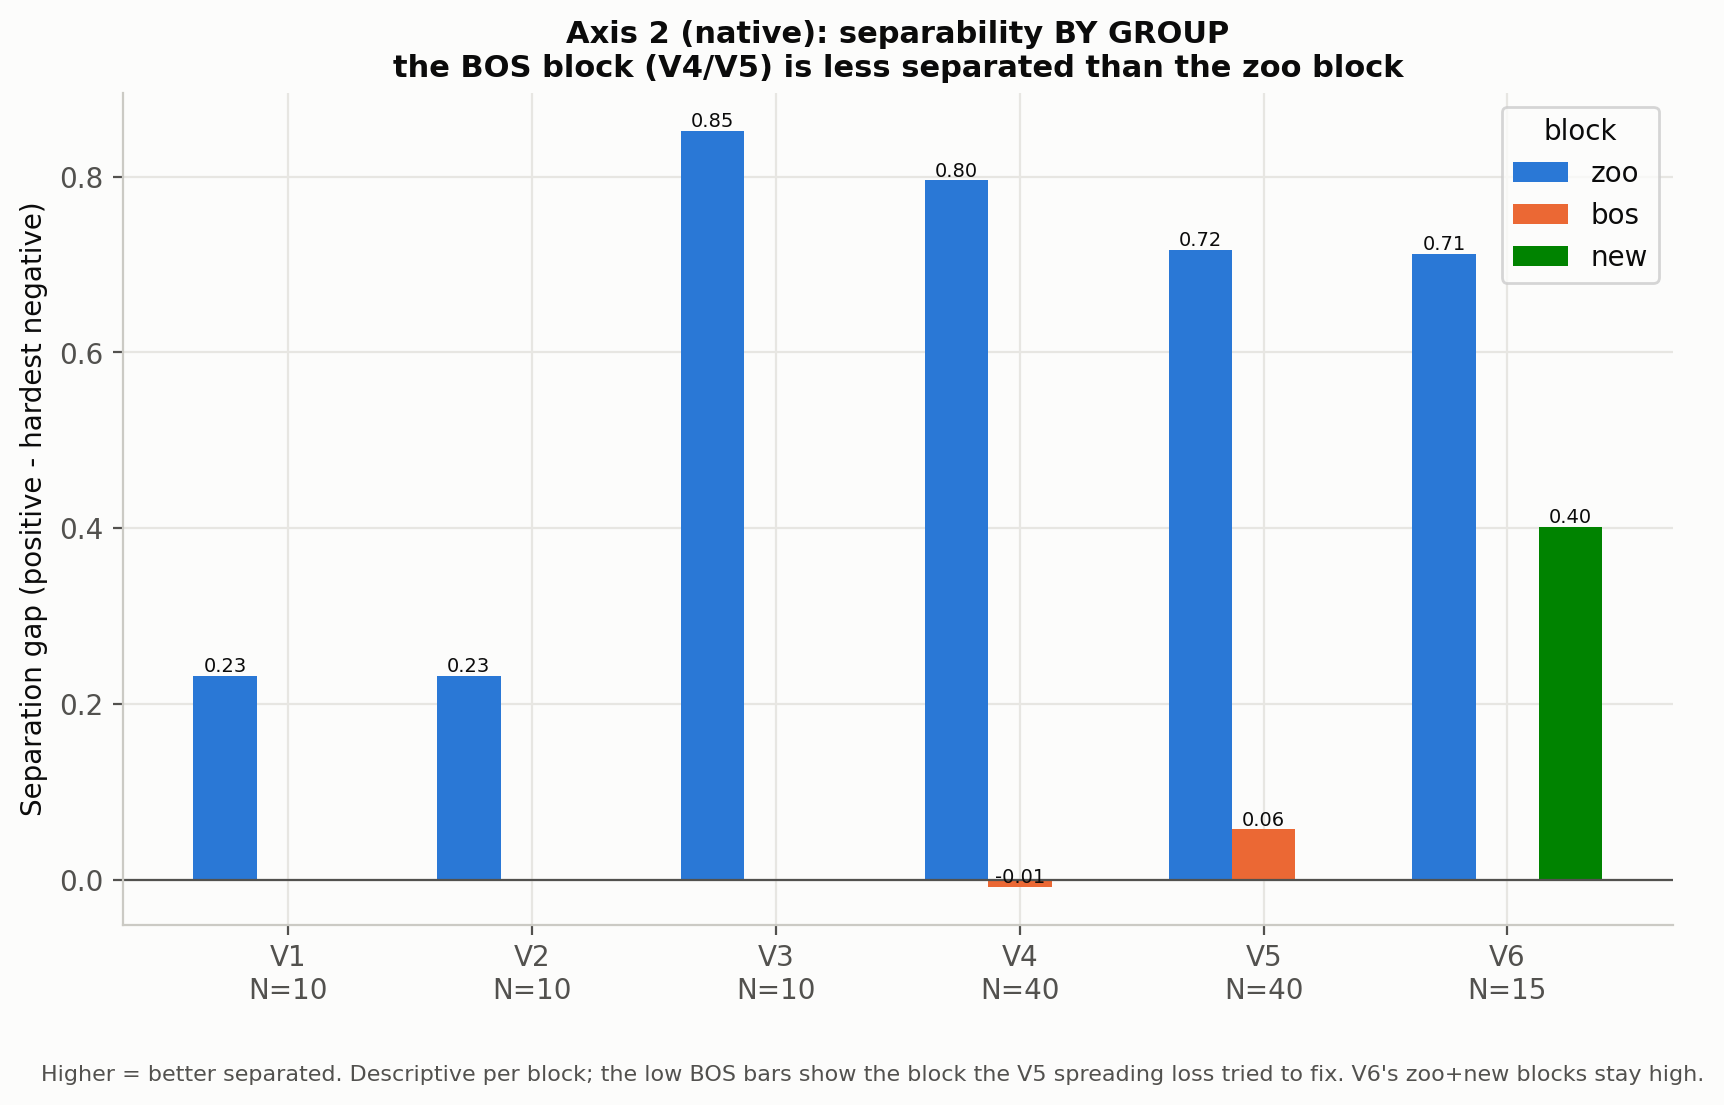 Axis 2 (native): separability BY GROUP
the BOS block (V4/V5) is less separated than the zoo block
Separation gap (positive - hardest negative)
0.8
0.6
0.4
0.2
0.0
0.23
0.23
0.85
0.80
-0.01
0.72
0.06
0.71
0.40
block
zoo
bos
new
V1
N=10
V2
N=10
V3
N=10
V4
N=40
V5
N=40
V6
N=15
Higher = better separated. Descriptive per block; the low BOS bars show the block the V5 spreading loss tried to fix. V6's zoo+new blocks stay high.